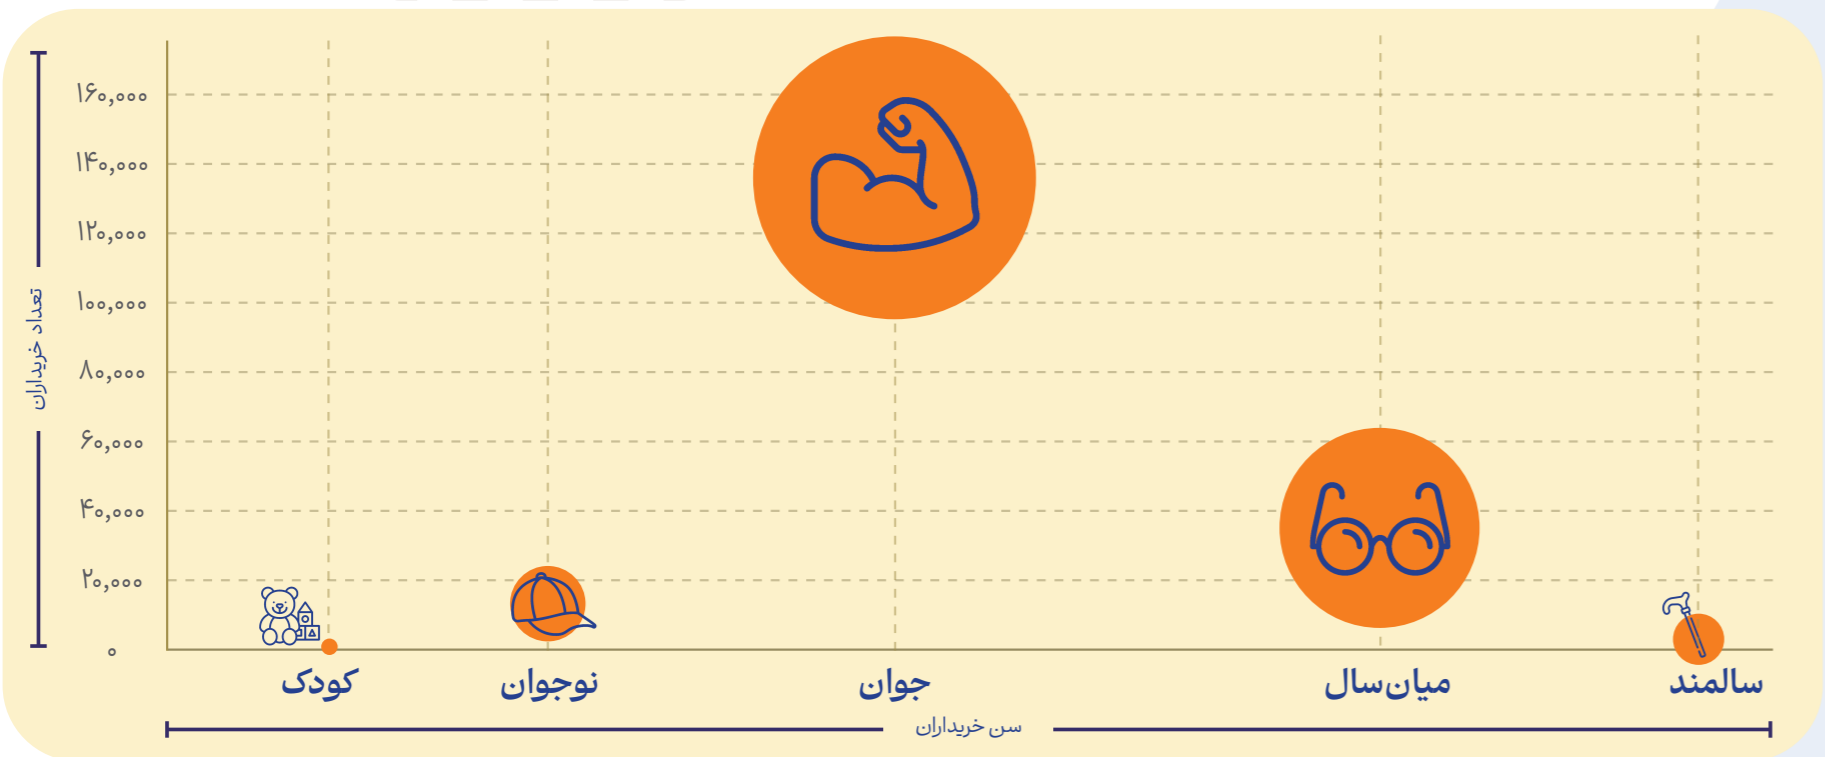 ۱۶۰,۰۰۰
۱۴۰,۰۰۰
۱۲۰,۰۰۰
۱۰۰,۰۰۰
۸۰,۰۰۰
۶۰,۰۰۰
۴۰,۰۰۰
۲۰,۰۰۰
۰
تعداد خریداران
کودک
نوجوان
جوان
میان‌سال
سالمند
سن خریداران